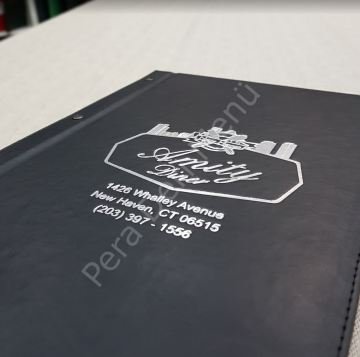 Amity
Diner
1426 Whalley Avenue
New Haven, CT 06515
(203) 397 - 1556